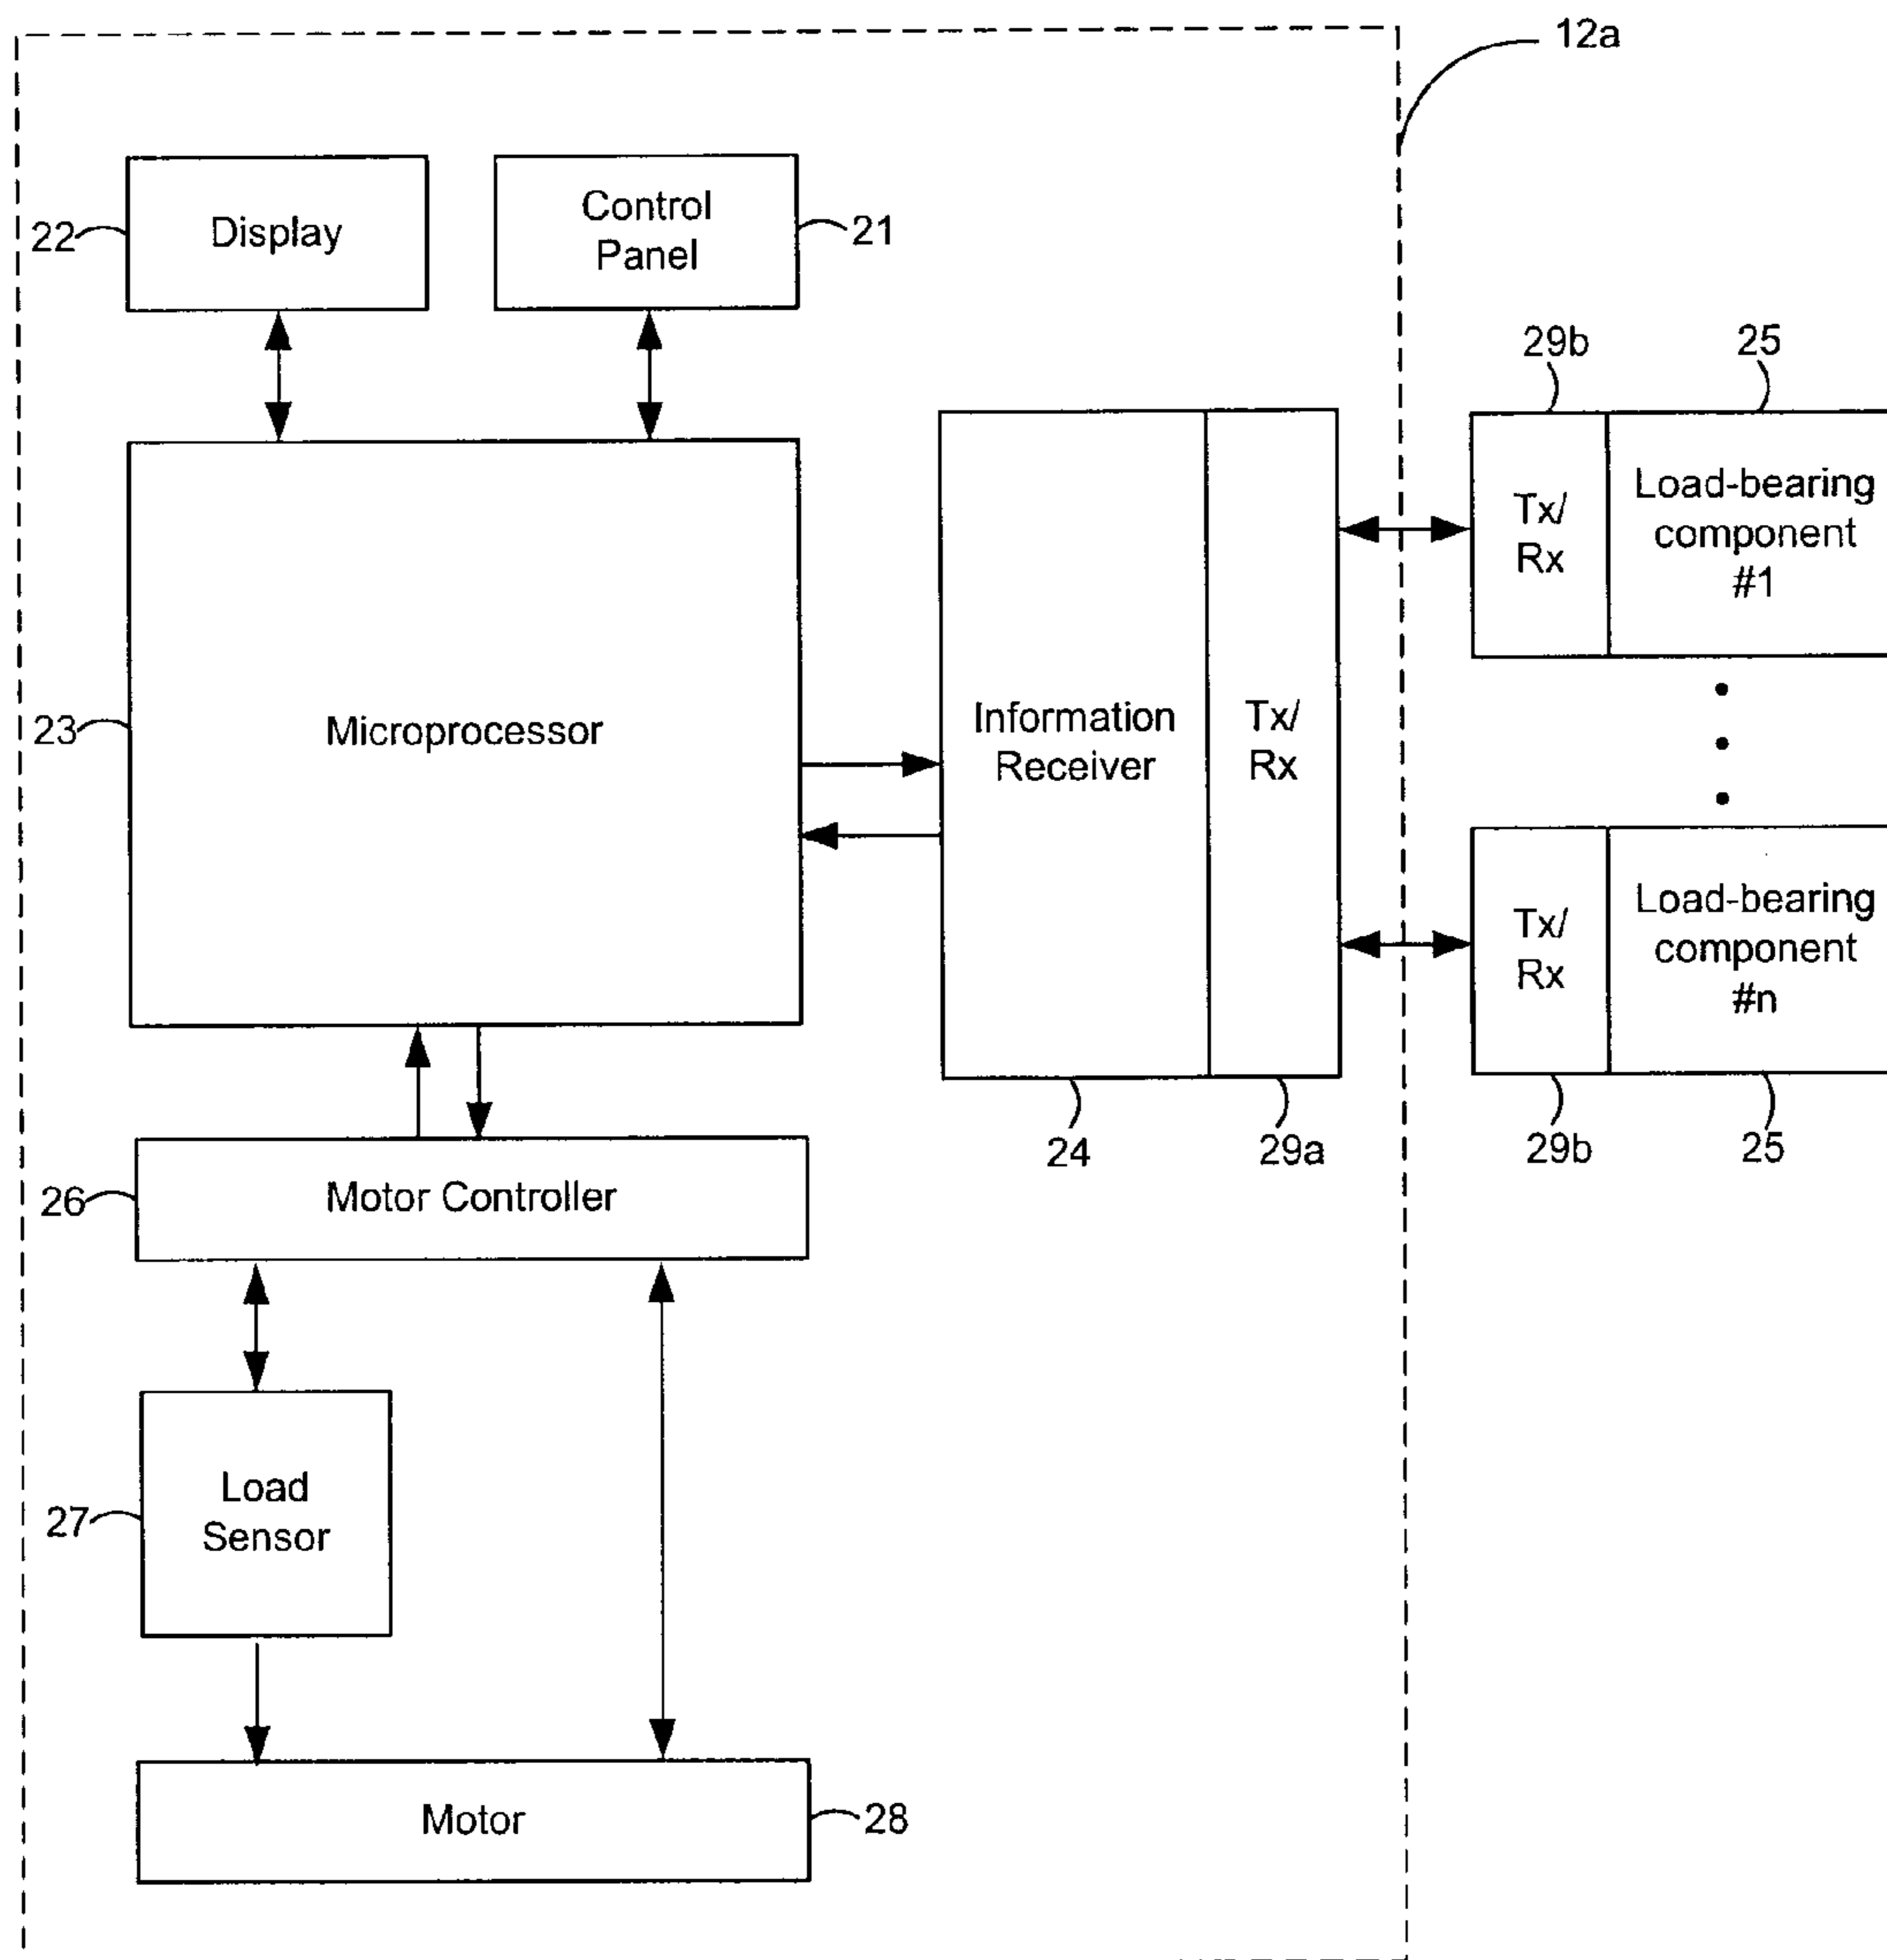 12a
22
Display
Control
Panel
21
29b
25
Tx/
Rx
Load-bearing
component
#1
23
Microprocessor
Information
Receiver
Tx/
Rx
Tx/
Rx
Load-bearing
component
#n
24
29a
29b
25
26
Motor Controller
27
Load
Sensor
Motor
28